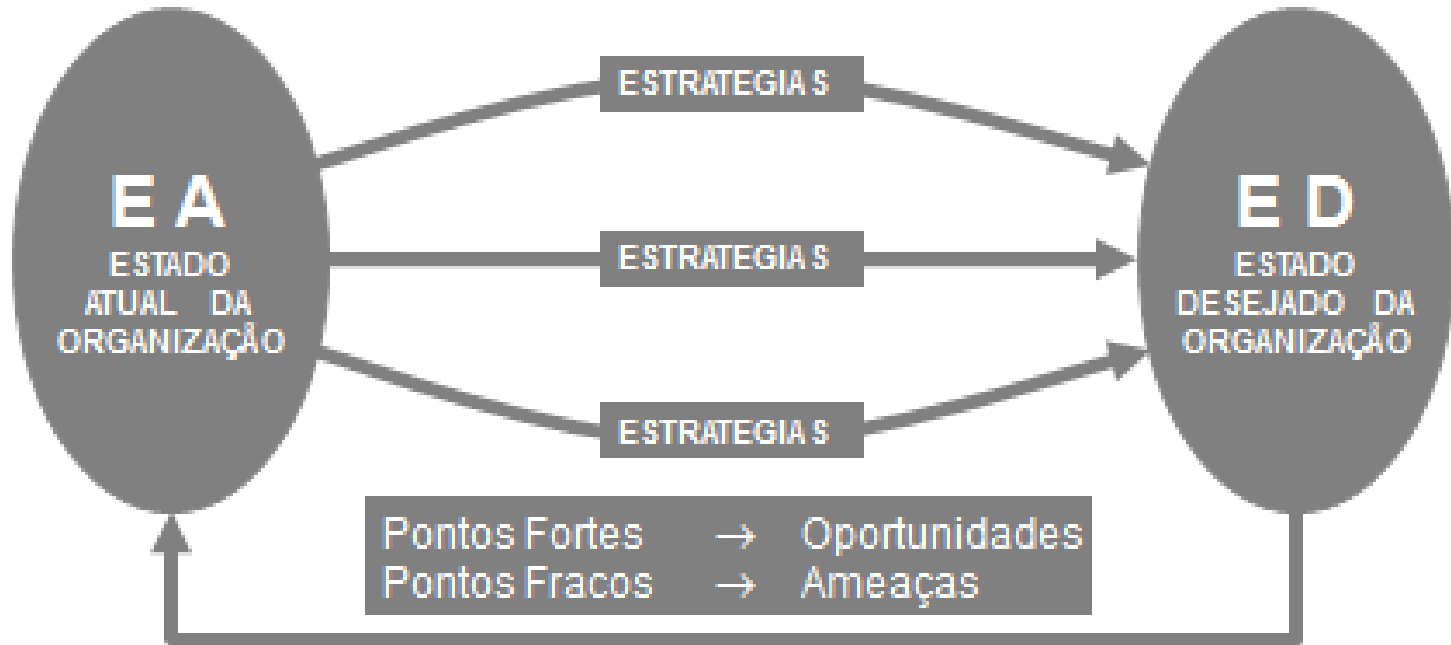 E A
ESTADO
ATUAL DA
ORGANIZAÇÃO
ESTRATEGIAS
ESTRATEGIAS
ESTRATEGIAS
E D
ESTADO
DESEJADO DA
ORGANIZAÇÃO
Pontos Fortes → Oportunidades
Pontos Fracos → Ameaças